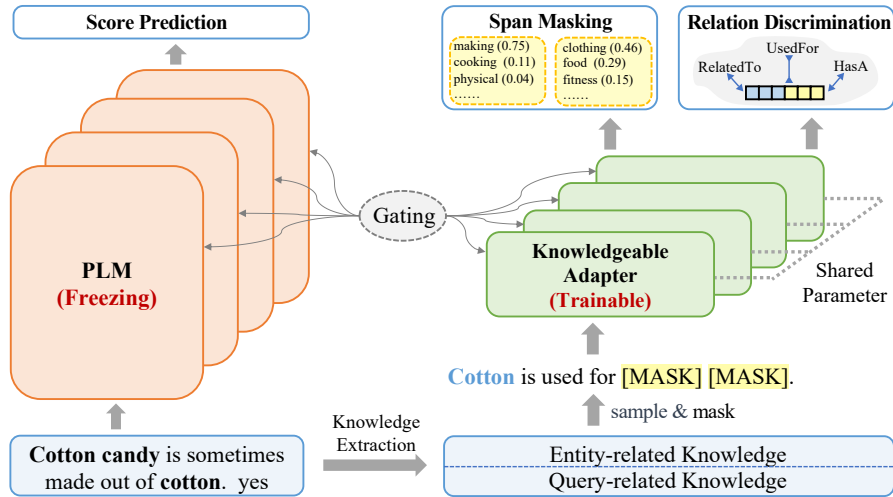 Score Prediction
Span Masking
Relation Discrimination
making (0.75)
cooking (0.11)
physical (0.04)
......
clothing (0.46)
food (0.29)
fitness (0.15)
......
UsedFor
RelatedTo
HasA
Gating
PLM
(Freezing)
Knowledgeable
Adapter
(Trainable)
Shared
Parameter
Cotton is used for [MASK] [MASK].
sample & mask
Cotton candy is sometimes
made out of cotton. yes
Knowledge
Extraction
Entity-related Knowledge
Query-related Knowledge